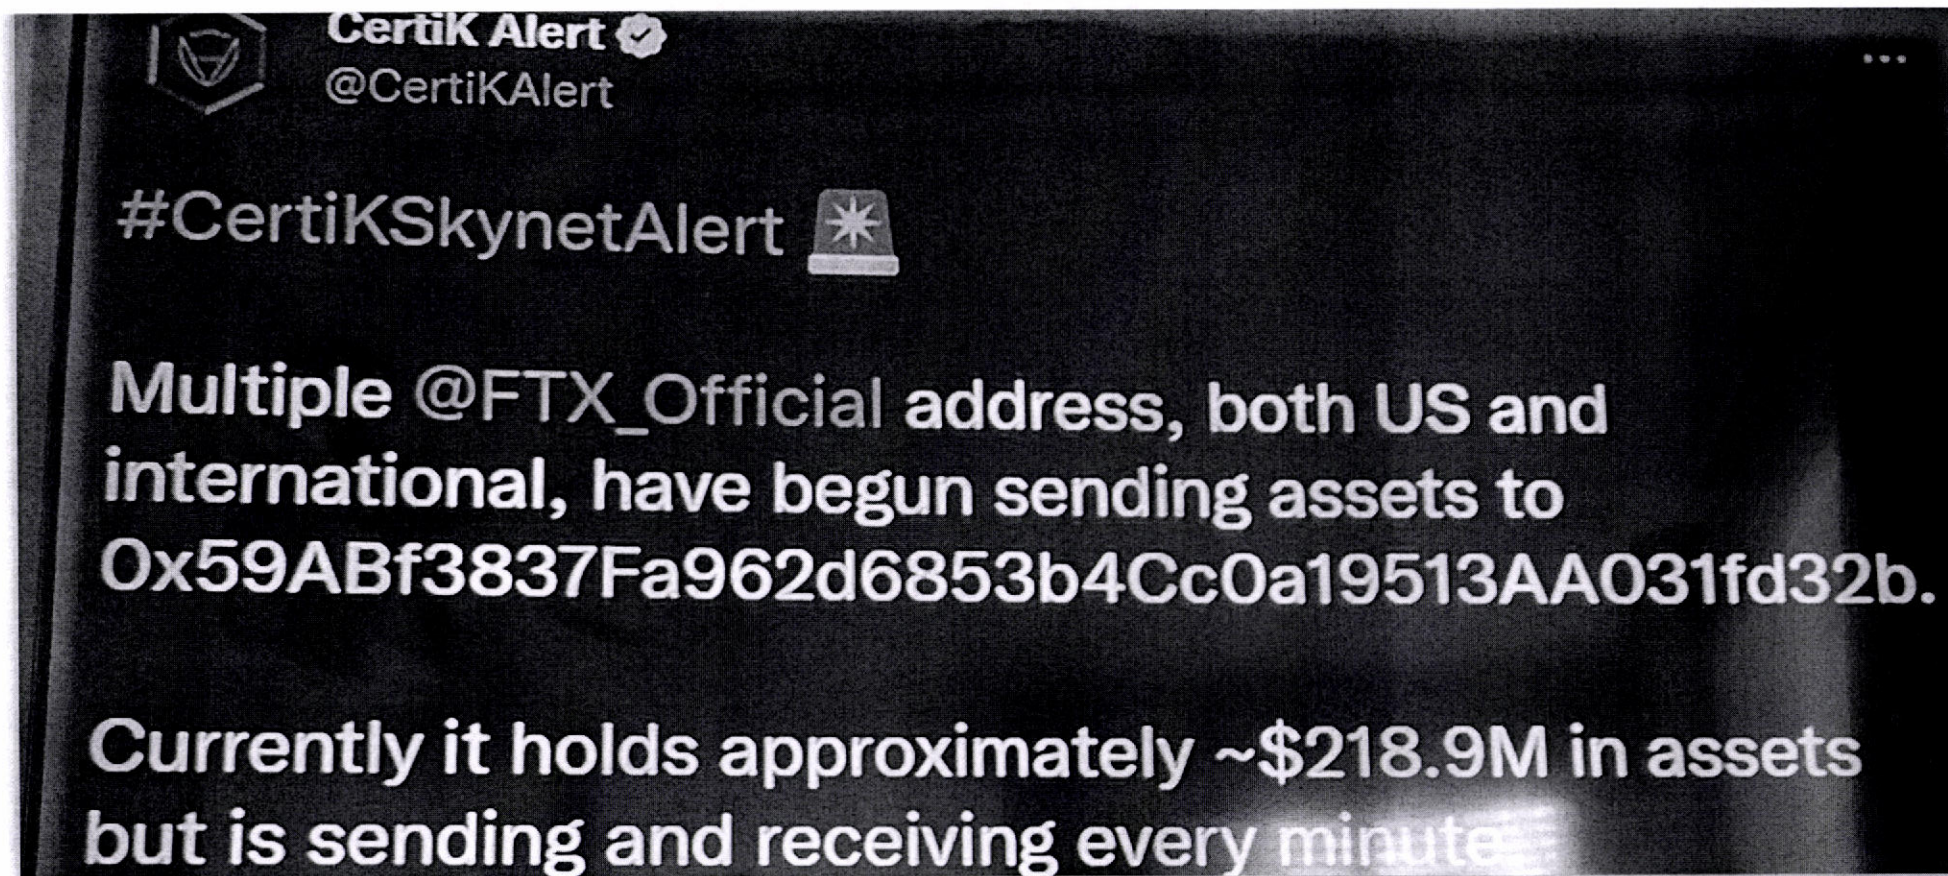 CertiK Alert
@CertiKAlert
#CertiKSkynetAlert 🚨
Multiple @FTX_Official address, both US and
international, have begun sending assets to
0x59ABf3837Fa962d6853b4Cc0a19513AA031fd32b.
Currently it holds approximately ~$218.9M in assets
but is sending and receiving every minute.